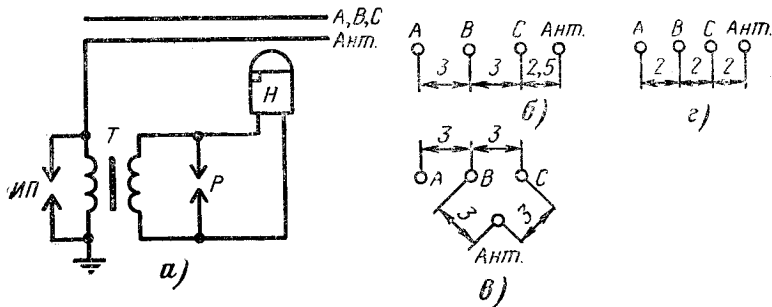 А,В,С
Ант.
Н
Т
ИП
Р
а)
А В С Ант.
3 3 2,5
б)
А В С Ант.
2 2 2
г)
3 3
А В С
3 3
Ант.
в)